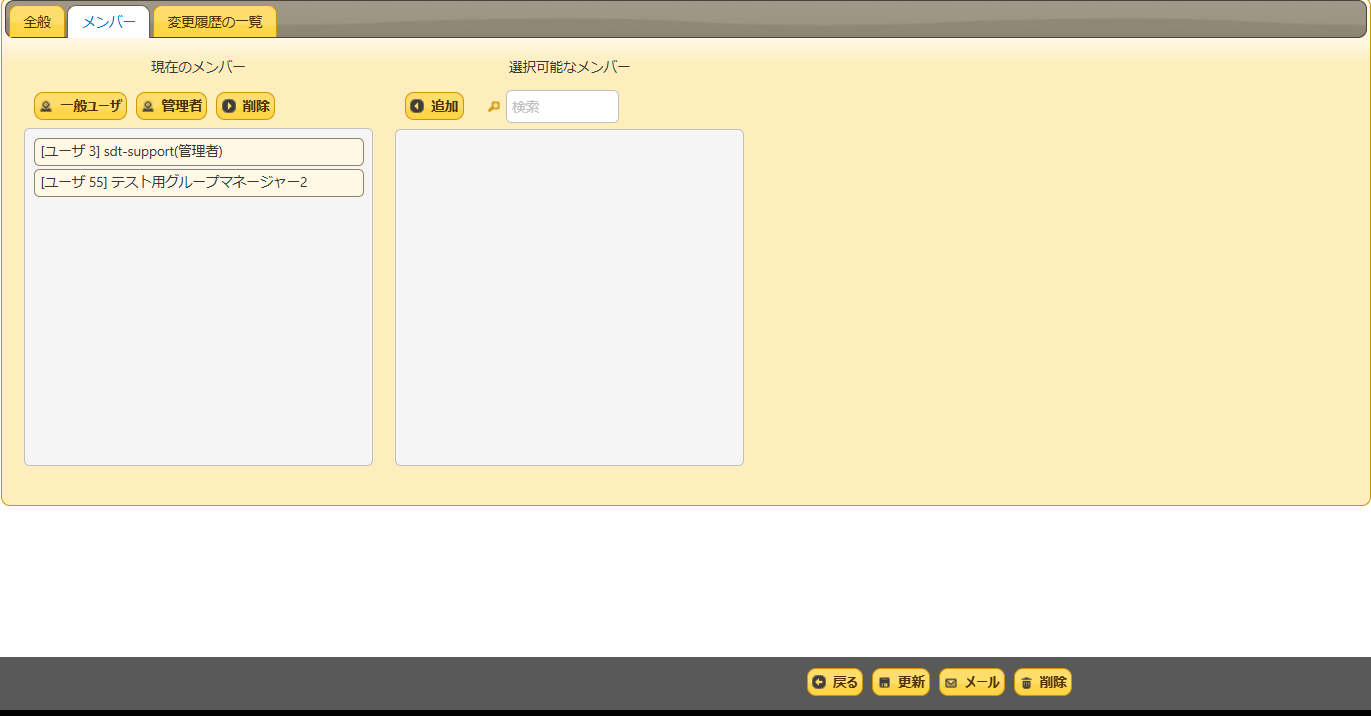 全般 メンバー 変更履歴の一覧
現在のメンバー
一般ユーザ 管理者 削除
[ユーザ 3] sdt-support(管理者)
[ユーザ 55] テスト用グループマネージャー2
選択可能なメンバー
追加 検索
戻る 更新 メール 削除